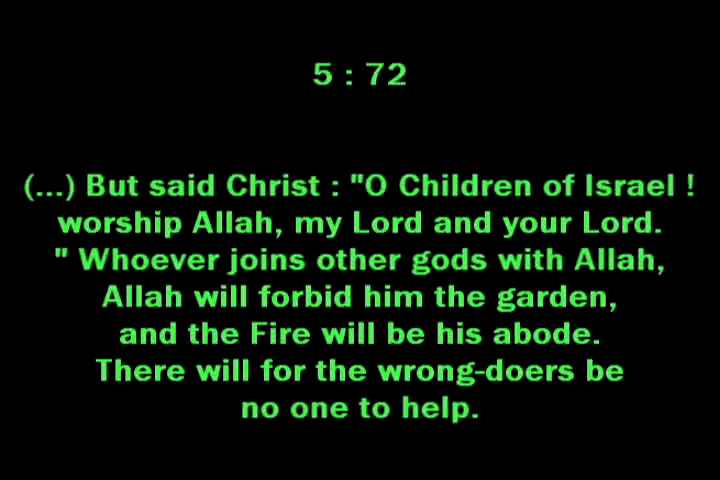 5 : 72
(...) But said Christ : "O Children of Israel !
worship Allah, my Lord and your Lord.
" Whoever joins other gods with Allah,
Allah will forbid him the garden,
and the Fire will be his abode.
There will for the wrong-doers be
no one to help.